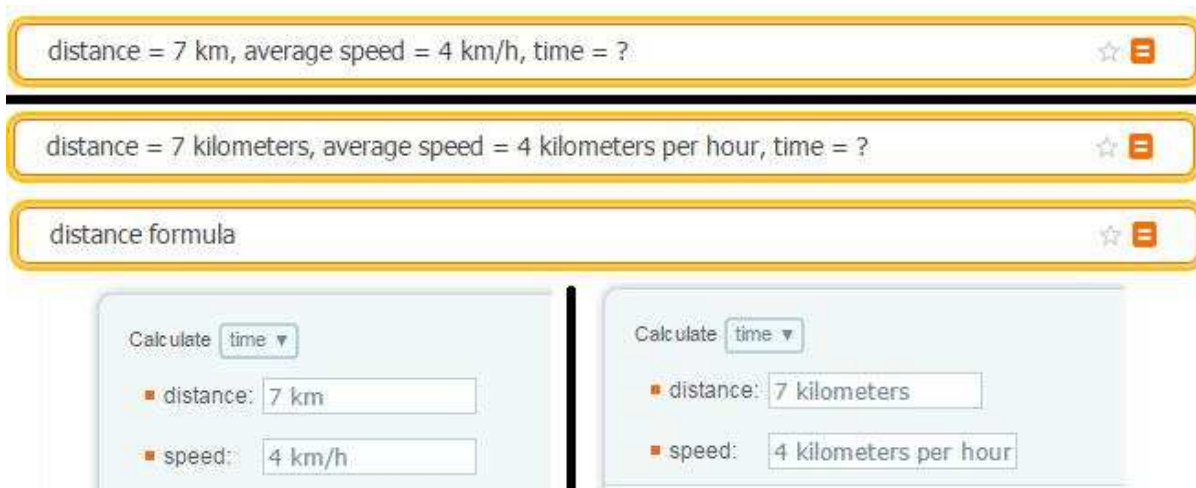 distance = 7 km, average speed = 4 km/h, time = ?
distance = 7 kilometers, average speed = 4 kilometers per hour, time = ?
distance formula
Calculate time ▼
distance: 7 km
speed: 4 km/h
Calculate time ▼
distance: 7 kilometers
speed: 4 kilometers per hour